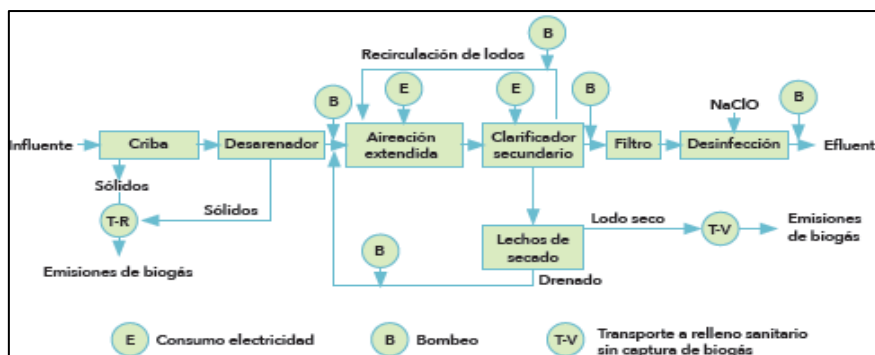 B
Recirculación de lodos
B
E
E
B
NaClO
B
Influente
Criba
Desarenador
Aireación
extendida
Clarificador
secundario
Filtro
Desinfección
Efluent
Sólidos
Sólidos
T-R
Emisiones de biogás
Lodo seco
T-V
Emisiones
de biogás
Lechos de
secado
B
Drenado
E
Consumo electricidad
B
Bombeo
T-V
Transporte a relleno sanitario
sin captura de biogás